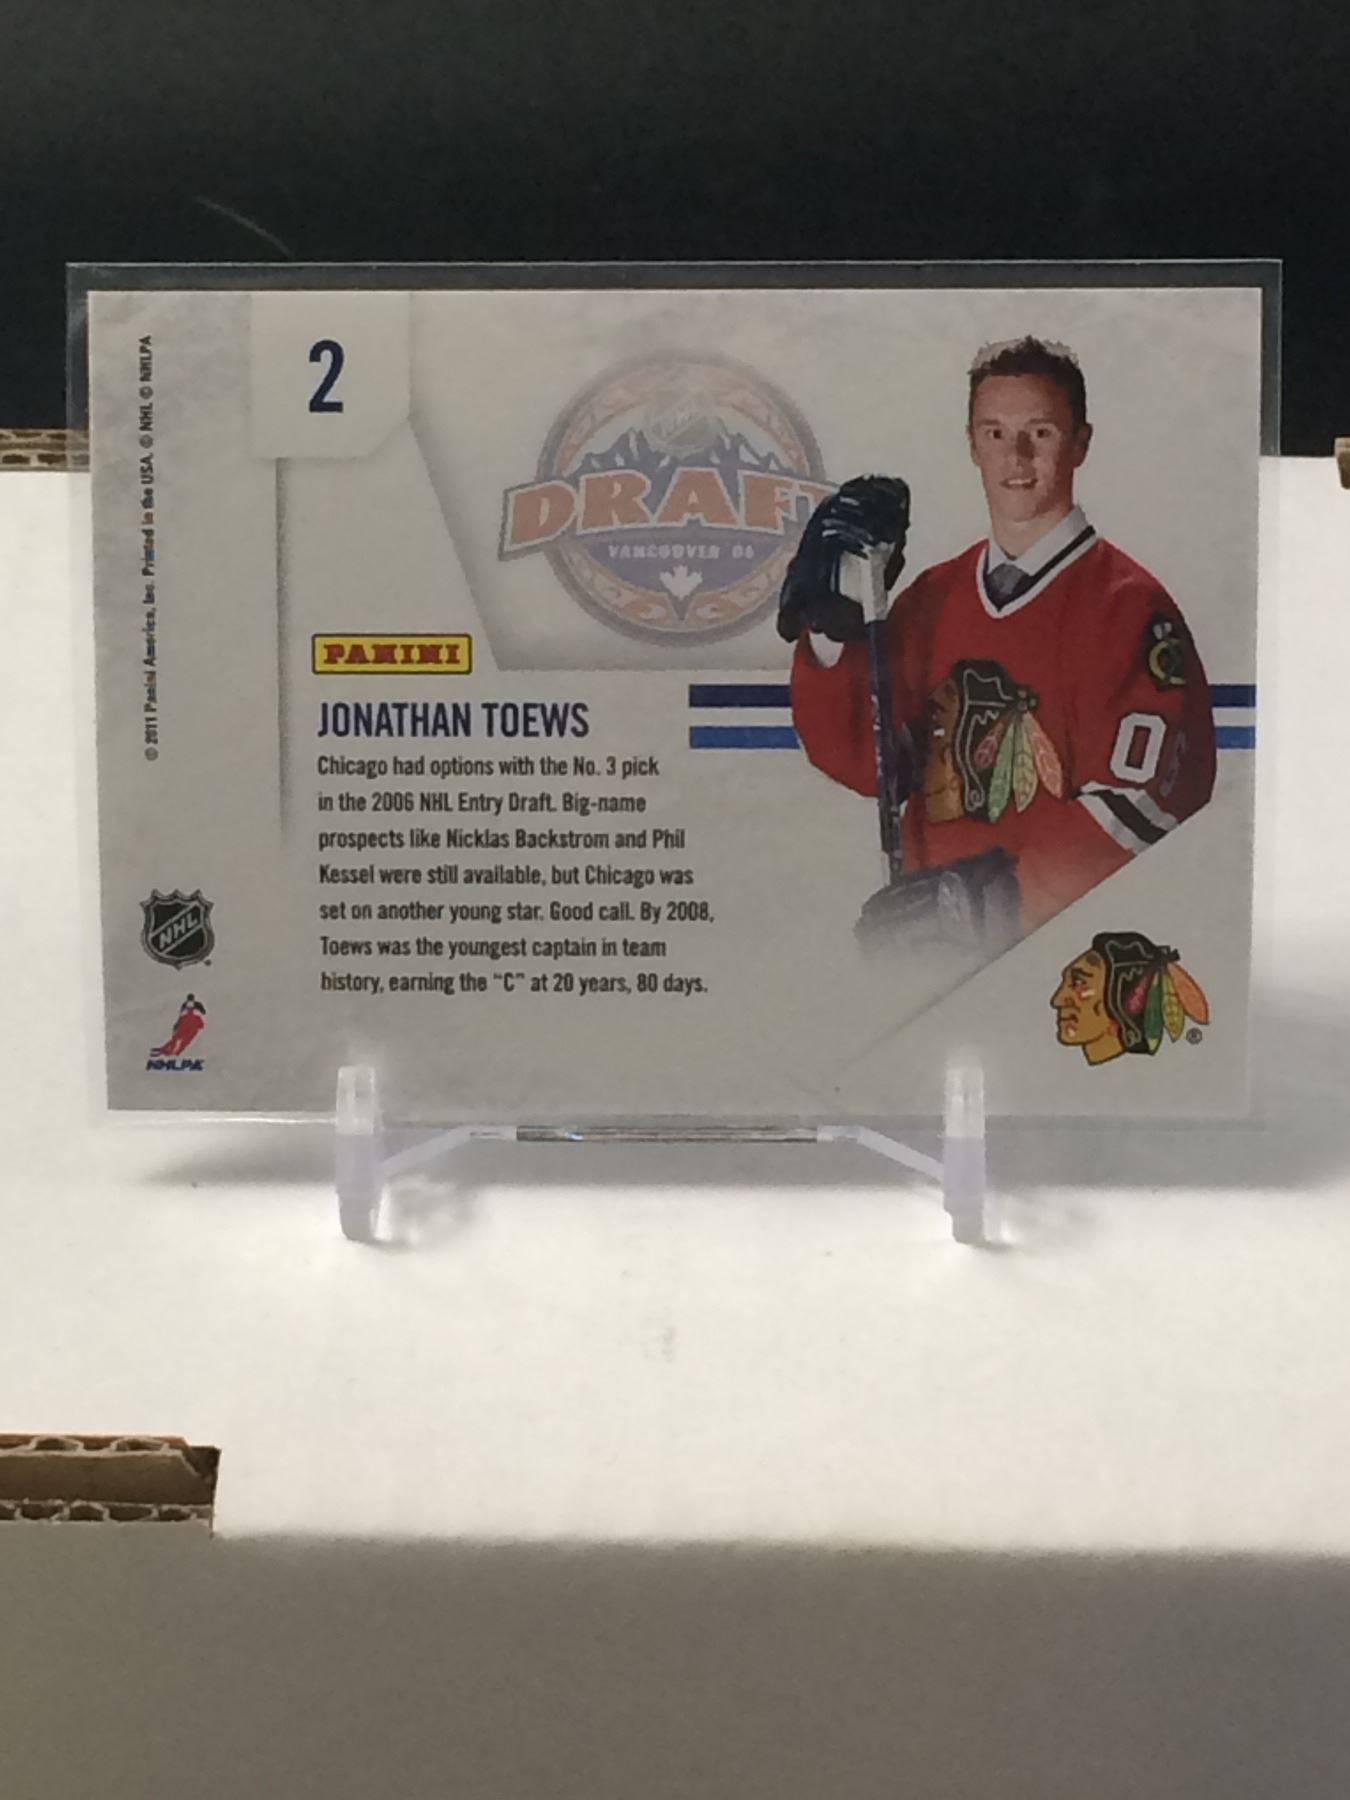 © 2011 Panini America, Inc. Printed in the USA. © NHL © NHLPA
2
NHL
DRAFT
VANCOUVER 06
PANINI
JONATHAN TOEWS
Chicago had options with the No. 3 pick
in the 2006 NHL Entry Draft. Big-name
prospects like Nicklas Backstrom and Phil
Kessel were still available, but Chicago was
set on another young star. Good call. By 2008,
Toews was the youngest captain in team
history, earning the “C” at 20 years, 80 days.
06
NHL
NHLPA
®